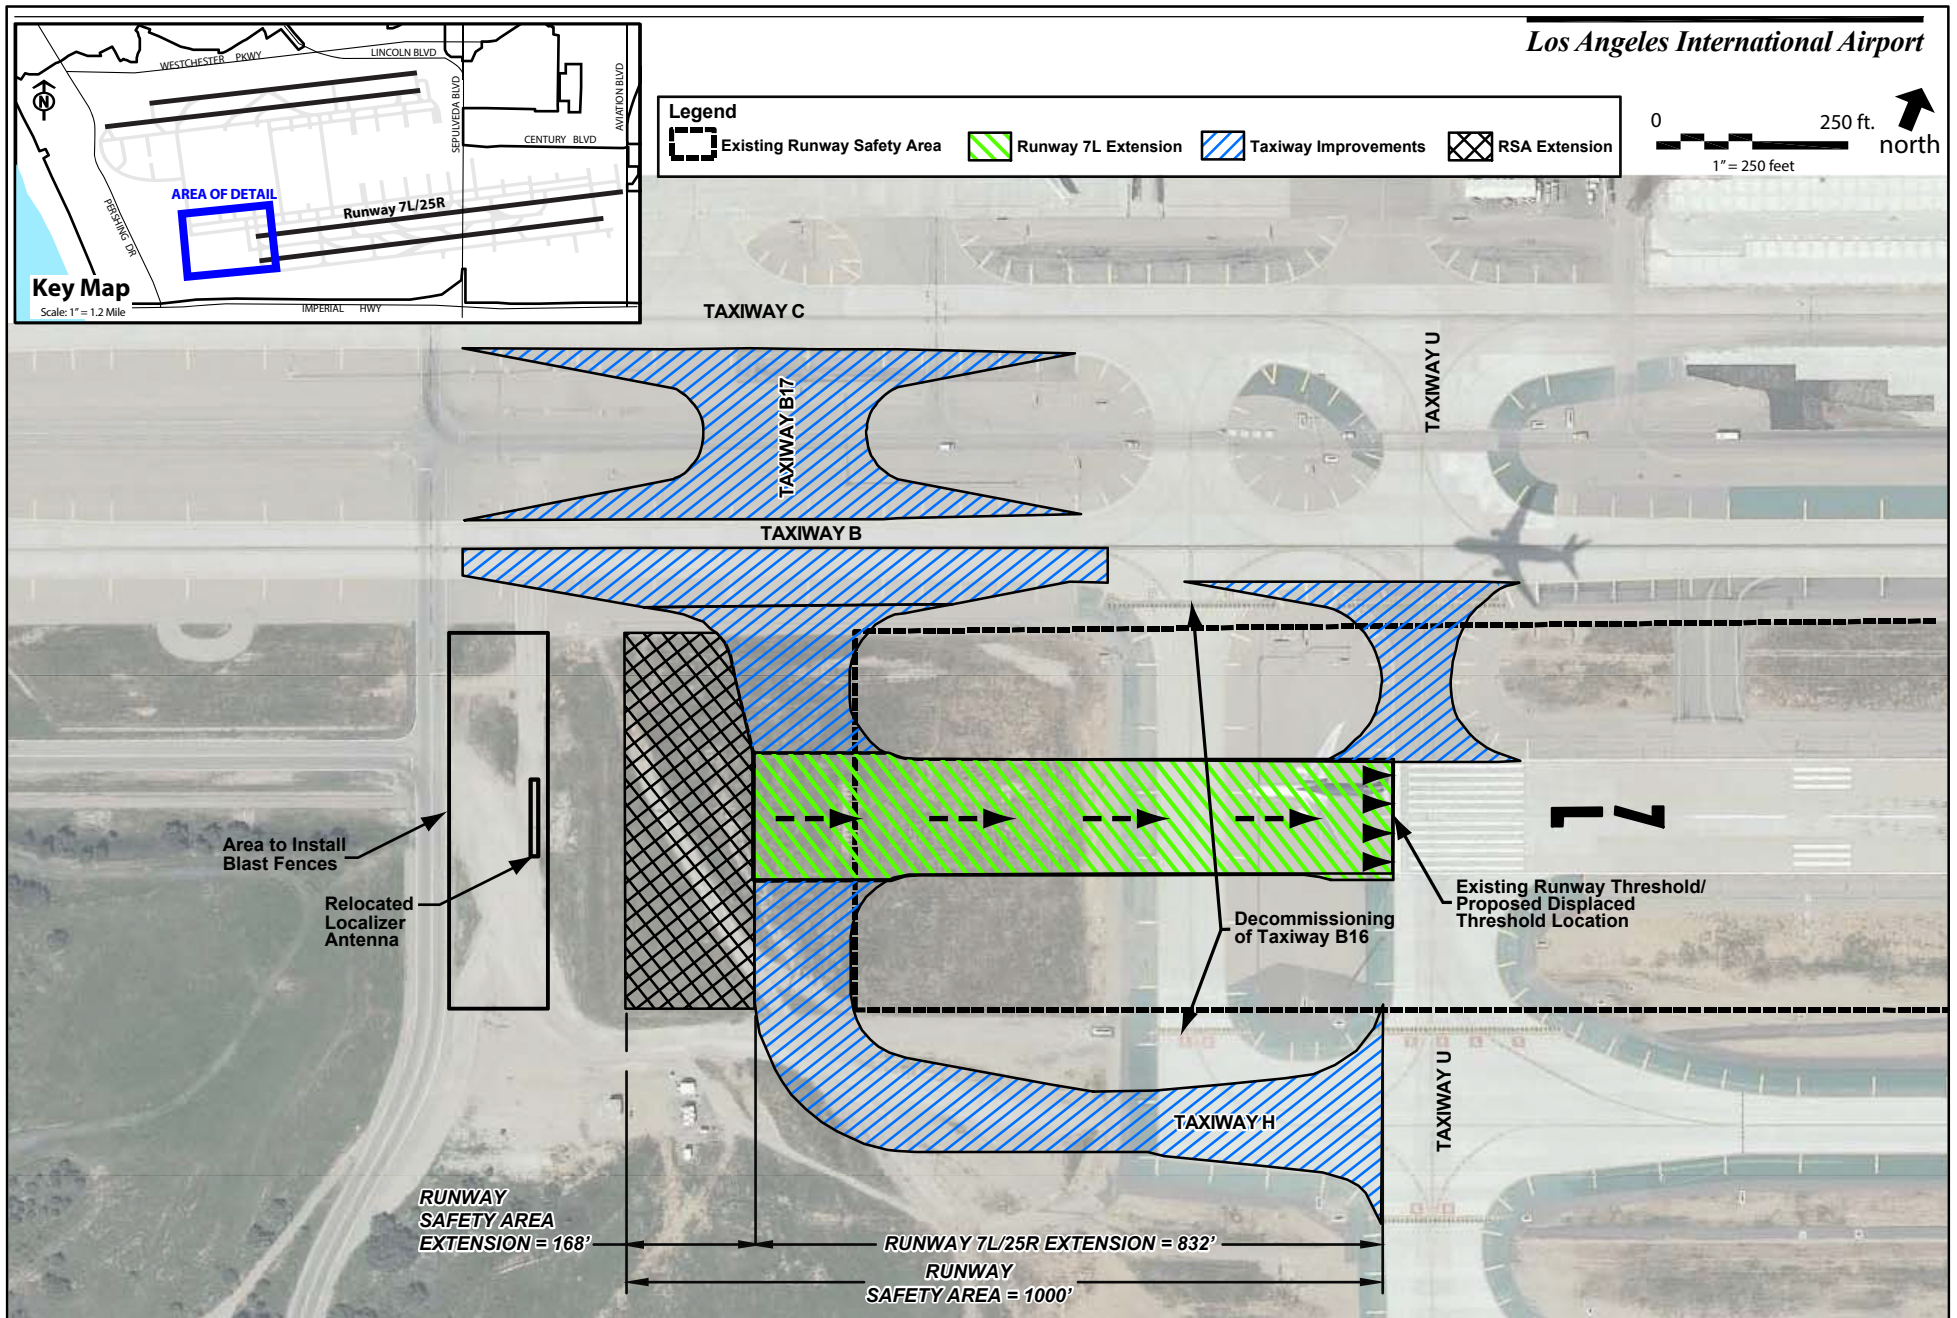 Los Angeles International Airport
WESTCHESTER PKWY
LINCOLN BLVD
SEPULVEDA BLVD
AVIATION BLVD
CENTURY BLVD
N
AREA OF DETAIL
Runway 7L/25R
PERSHING DR
Key Map
Scale: 1" = 1.2 Mile
IMPERIAL HWY
Legend
Existing Runway Safety Area
Runway 7L Extension
Taxiway Improvements
RSA Extension
0 250 ft.
1" = 250 feet
north
TAXIWAY C
TAXIWAY U
TAXIWAY B17
TAXIWAY B
7L
Area to Install
Blast Fences
Relocated
Localizer
Antenna
Existing Runway Threshold/
Proposed Displaced
Threshold Location
Decommissioning
of Taxiway B16
TAXIWAY U
TAXIWAY H
RUNWAY
SAFETY AREA
EXTENSION = 168'
RUNWAY 7L/25R EXTENSION = 832'
RUNWAY
SAFETY AREA = 1000'